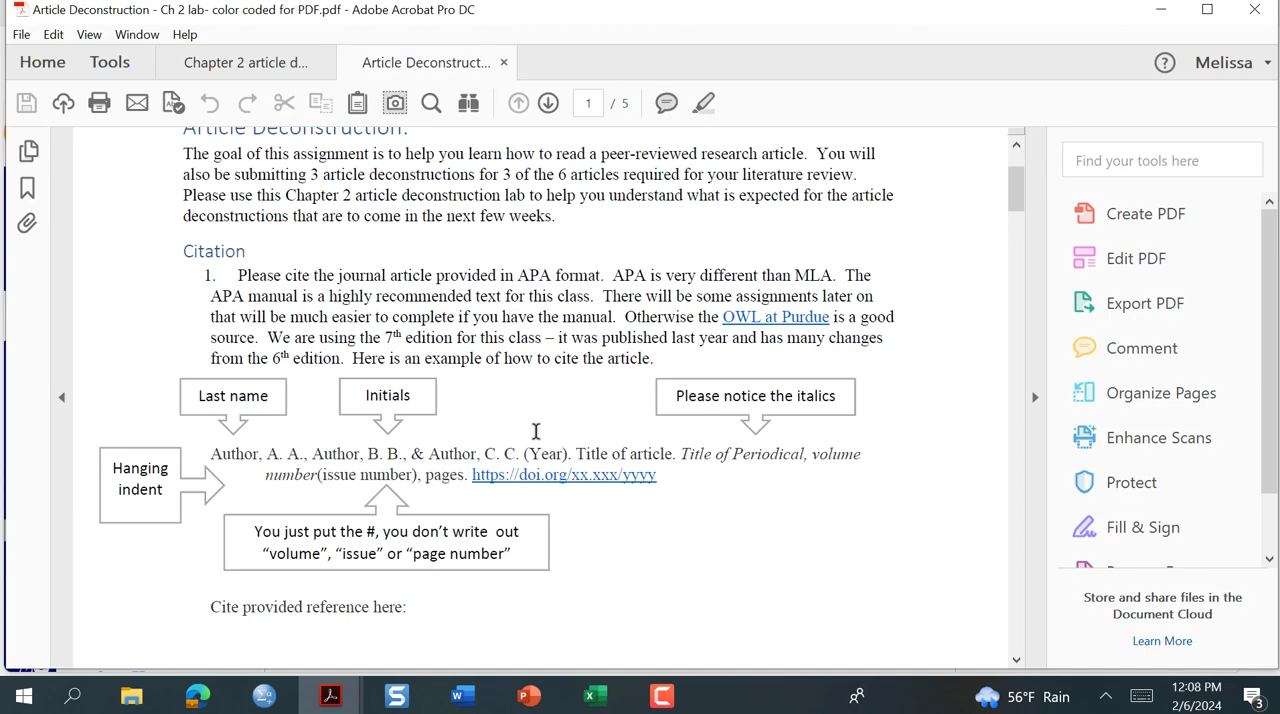 Article Deconstruction - Ch 2 lab- color coded for PDF.pdf - Adobe Acrobat Pro DC
File Edit View Window Help
Home Tools Chapter 2 article d... Article Deconstruct... × Melissa
1 / 5
Article Deconstruction:
The goal of this assignment is to help you learn how to read a peer-reviewed research article. You will
also be submitting 3 article deconstructions for 3 of the 6 articles required for your literature review.
Please use this Chapter 2 article deconstruction lab to help you understand what is expected for the article
deconstructions that are to come in the next few weeks.
Citation
1. Please cite the journal article provided in APA format. APA is very different than MLA. The
APA manual is a highly recommended text for this class. There will be some assignments later on
that will be much easier to complete if you have the manual. Otherwise the OWL at Purdue is a good
source. We are using the 7th edition for this class – it was published last year and has many changes
from the 6th edition. Here is an example of how to cite the article.
Last name
Initials
Please notice the italics
Hanging
indent
Author, A. A., Author, B. B., & Author, C. C. (Year). Title of article. Title of Periodical, volume
number(issue number), pages. https://doi.org/xx.xxx/yyyy
You just put the #, you don't write out
"volume", "issue" or "page number"
Cite provided reference here:
Find your tools here
Create PDF
Edit PDF
Export PDF
Comment
Organize Pages
Enhance Scans
Protect
Fill & Sign
Store and share files in the
Document Cloud
Learn More
56°F Rain
12:08 PM
2/6/2024
3